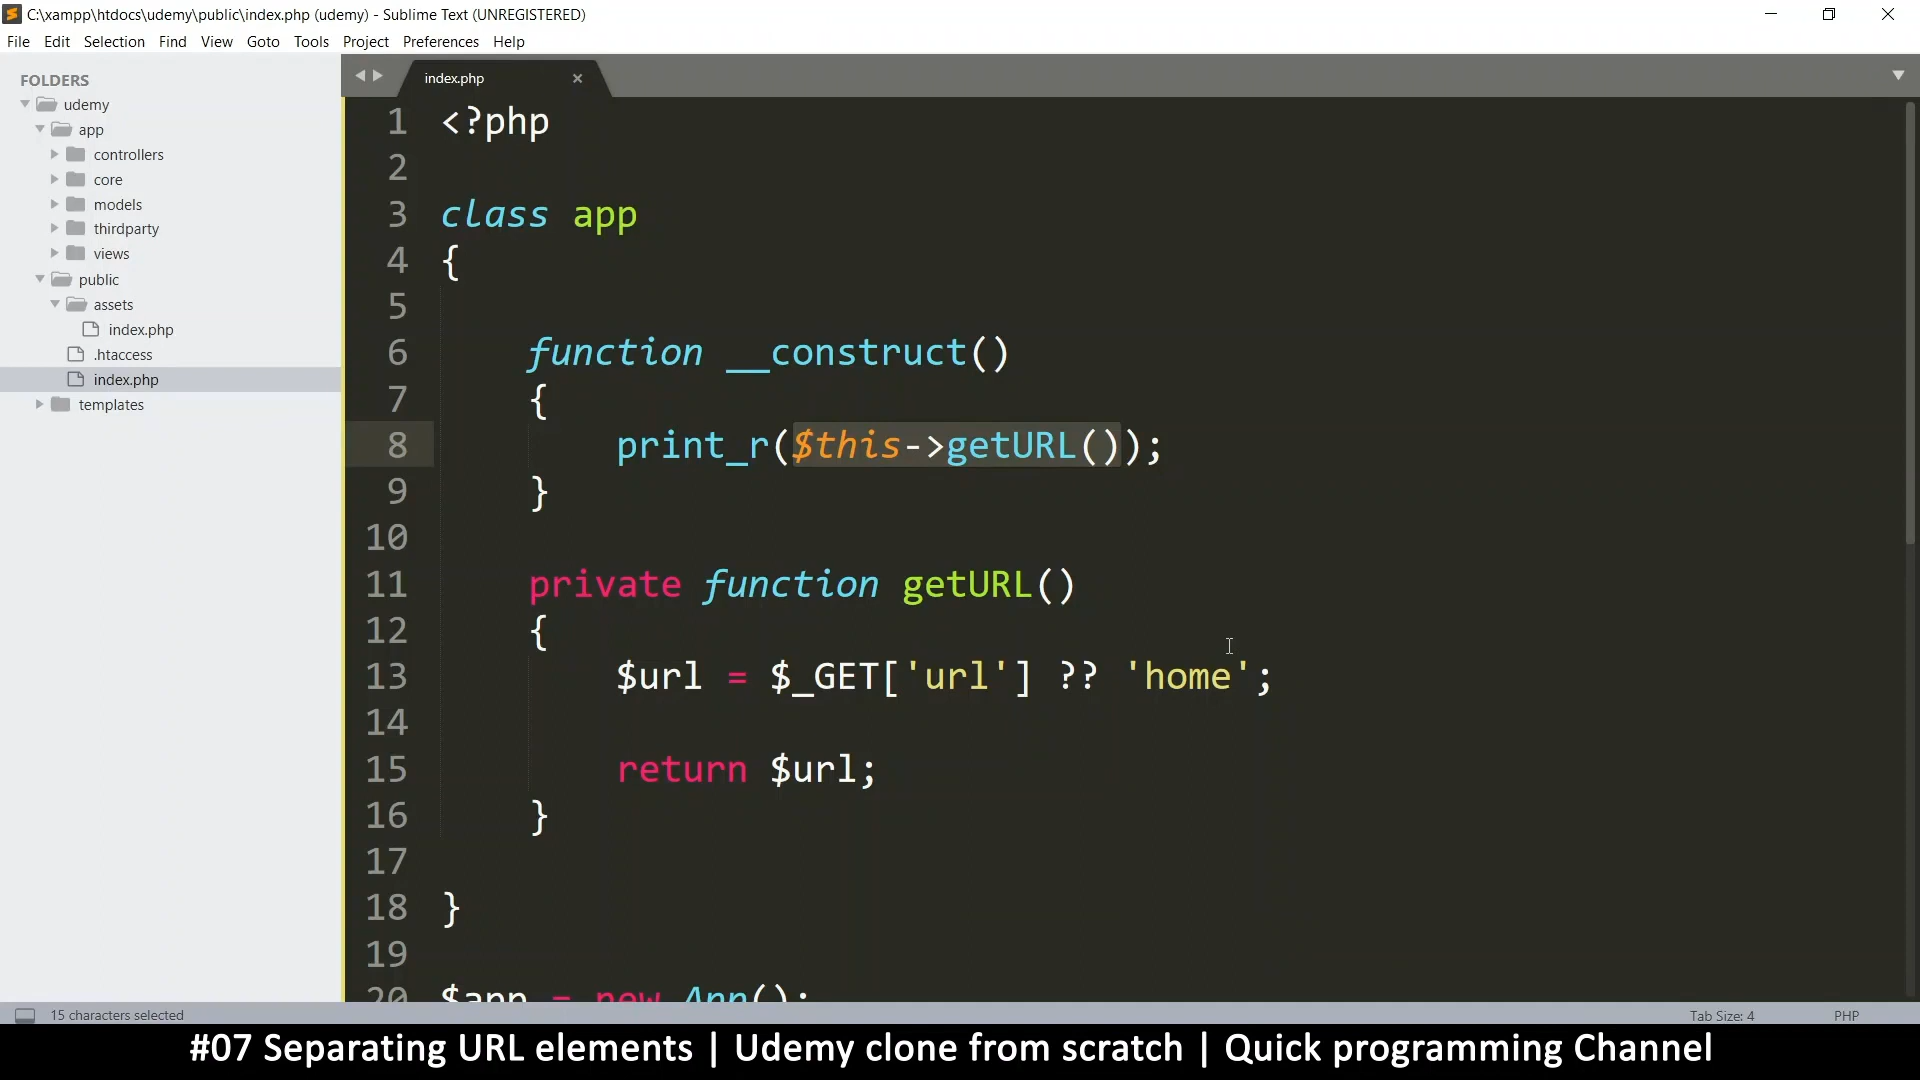 C:\xampp\htdocs\udemy\public\index.php (udemy) - Sublime Text (UNREGISTERED)
File Edit Selection Find View Goto Tools Project Preferences Help
FOLDERS
udemy
app
controllers
core
models
thirdparty
views
public
assets
index.php
.htaccess
index.php
templates
index.php
1 <?php
2
3 class app
4 {
5
6 function __construct()
7 {
8 print_r($this->getURL());
9 }
10
11 private function getURL()
12 {
13 $url = $_GET['url'] ?? 'home';
14
15 return $url;
16 }
17
18 }
19
20 $app = new App();
15 characters selected
Tab Size: 4 PHP
#07 Separating URL elements | Udemy clone from scratch | Quick programming Channel